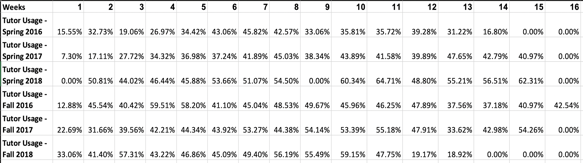 Weeks 1 2 3 4 5 6 7 8 9 10 11 12 13 14 15 16
Tutor Usage -
Spring 2016 15.55% 32.73% 19.06% 26.97% 34.42% 43.06% 45.82% 42.57% 33.06% 35.81% 35.72% 39.28% 31.22% 16.80% 0.00% 0.00%
Tutor Usage -
Spring 2017 7.30% 17.11% 27.72% 34.32% 36.98% 37.24% 41.89% 45.03% 38.34% 43.89% 41.58% 39.89% 47.65% 42.79% 40.97% 0.00%
Tutor Usage -
Spring 2018 0.00% 50.81% 44.02% 46.44% 45.88% 53.66% 51.07% 54.50% 0.00% 60.34% 64.71% 48.80% 55.21% 56.51% 62.31% 0.00%
Tutor Usage -
Fall 2016 12.88% 45.54% 40.42% 59.51% 58.20% 41.10% 45.04% 48.53% 49.67% 45.96% 46.25% 47.89% 37.56% 37.18% 40.97% 42.54%
Tutor Usage -
Fall 2017 22.69% 31.66% 39.56% 42.21% 44.34% 43.92% 53.27% 44.38% 54.14% 53.39% 55.18% 47.91% 33.62% 42.98% 54.26% 0.00%
Tutor Usage -
Fall 2018 33.06% 41.40% 57.31% 43.22% 46.86% 45.09% 49.40% 56.19% 55.49% 59.15% 47.75% 19.17% 18.92% 0.00% 0.00% 0.00%